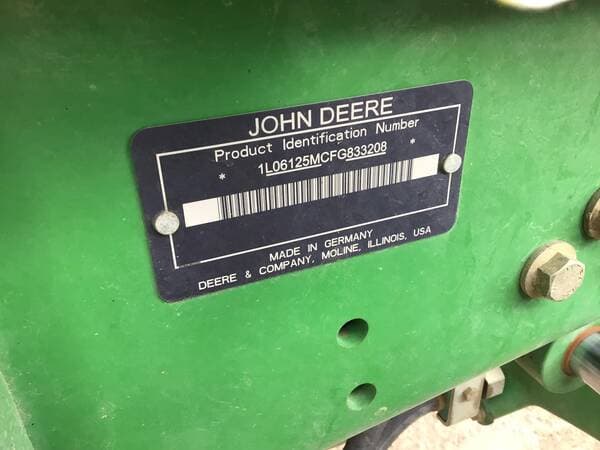 JOHN DEERE
Product Identification Number
* 1L06125MCFG833208 *
MADE IN GERMANY
DEERE & COMPANY, MOLINE, ILLINOIS, USA